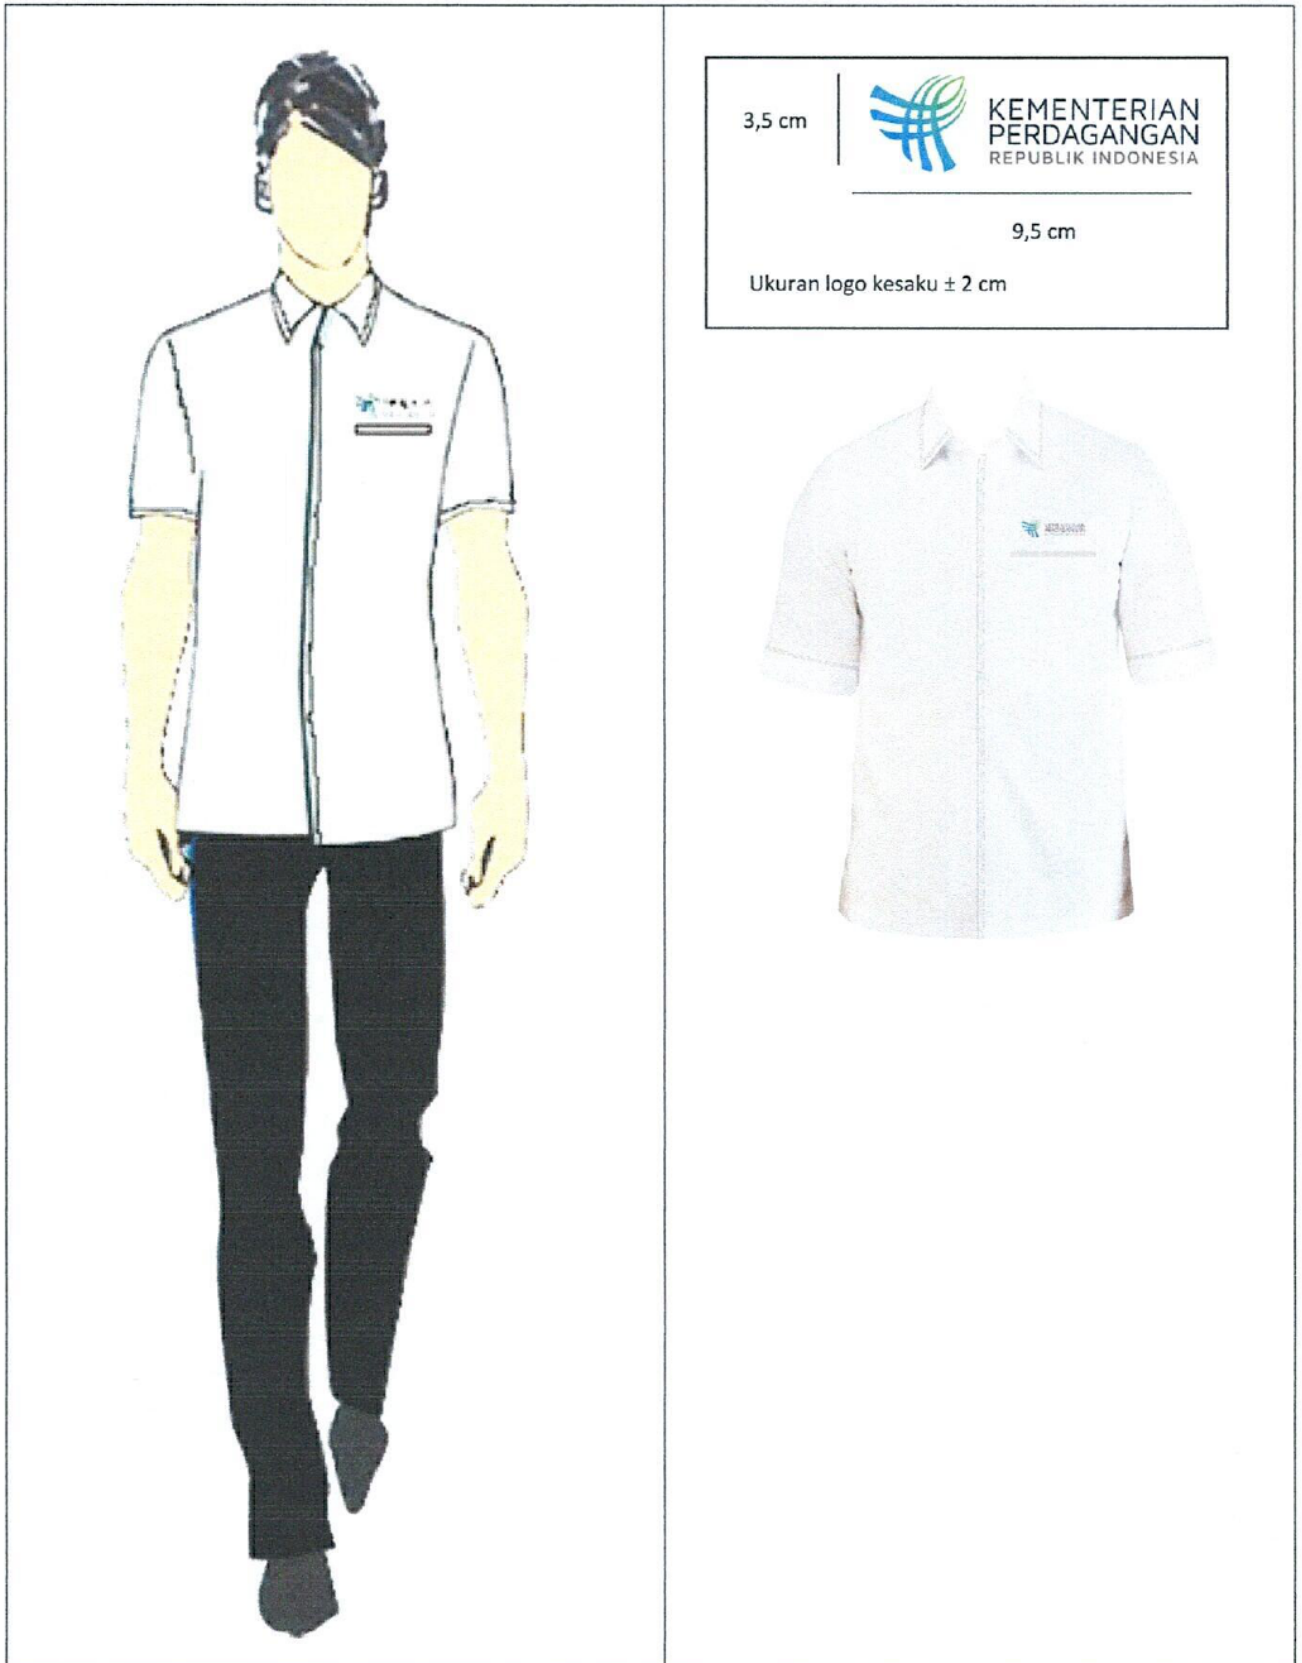 3,5 cm
KEMENTERIAN
PERDAGANGAN
REPUBLIK INDONESIA
9,5 cm
Ukuran logo kesaku ± 2 cm